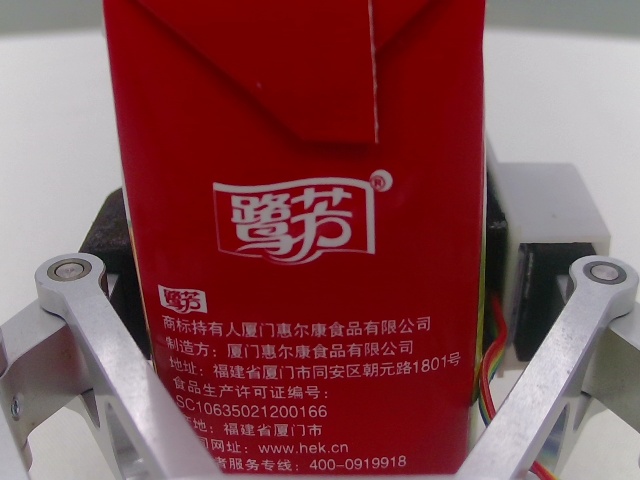 鹭芳®
鹭芳
商标持有人厦门惠尔康食品有限公司
制造方：厦门惠尔康食品有限公司
地址：福建省厦门市同安区朝元路1801号
食品生产许可证编号：
SC10635021200166
地：福建省厦门市
网址：www.hek.cn
者服务专线：400-0919918